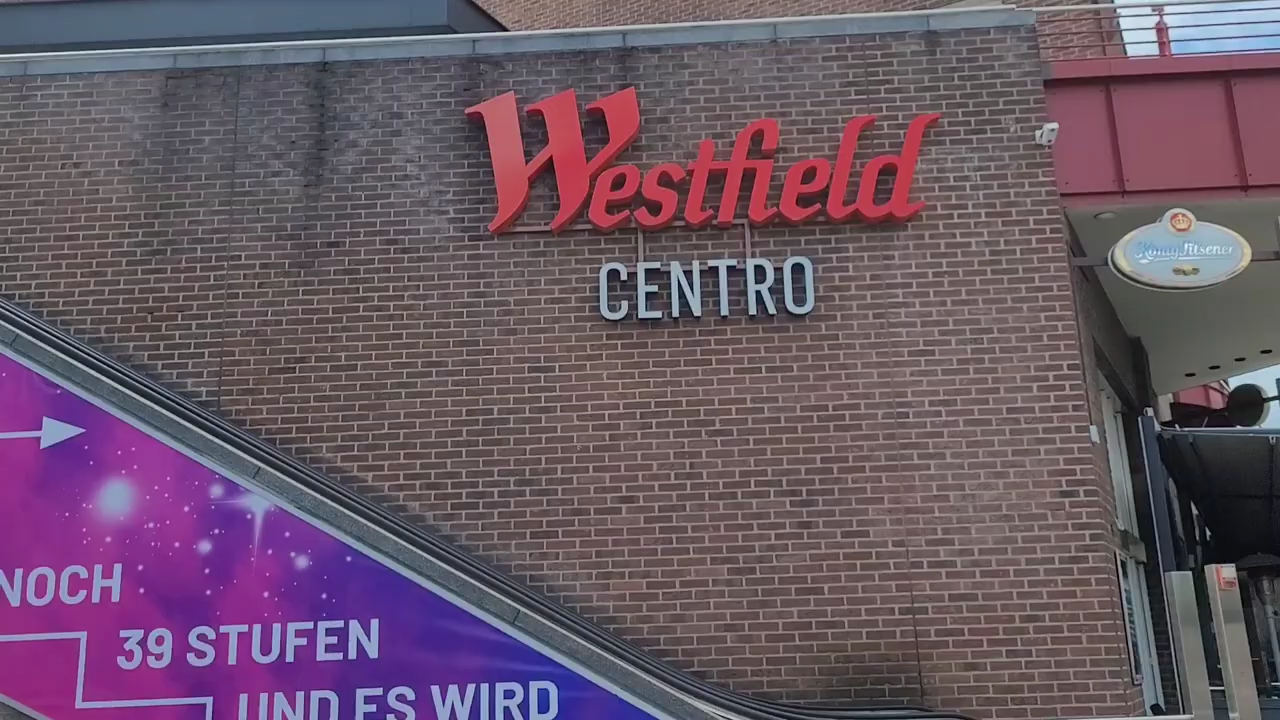 Westfield
CENTRO
König Pilsener
NOCH
39 STUFEN
UND ES WIRD